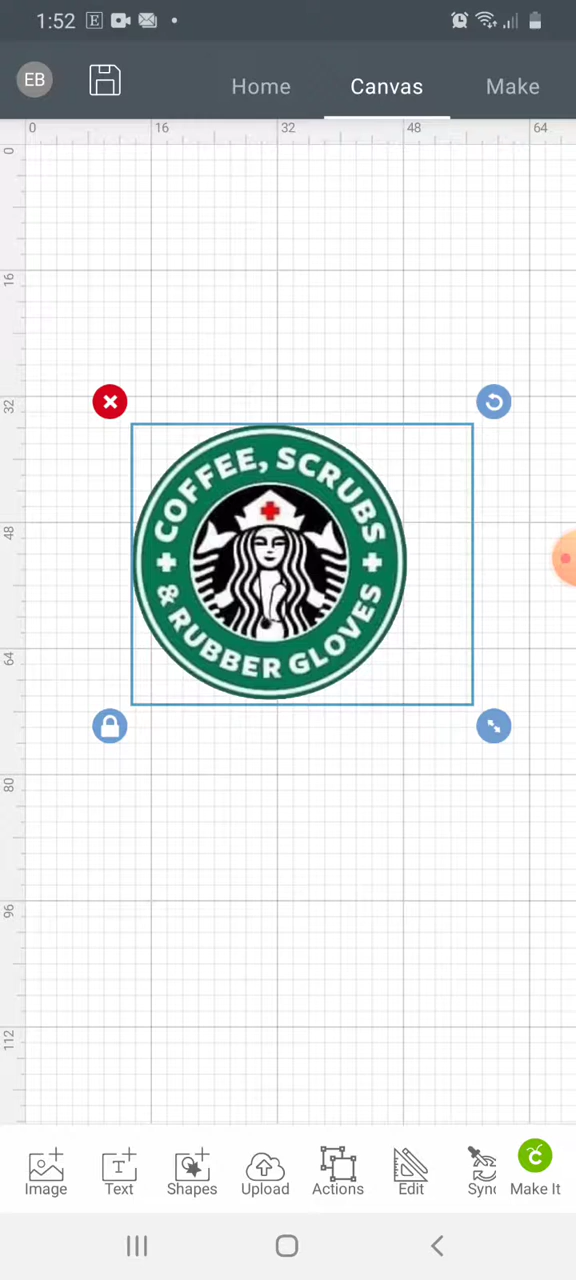 1:52 E
EB Home Canvas Make
0 16 32 48 64
0
16
32
48
64
80
96
112
COFFEE, SCRUBS
& RUBBER GLOVES
Image Text Shapes Upload Actions Edit Sync Make It